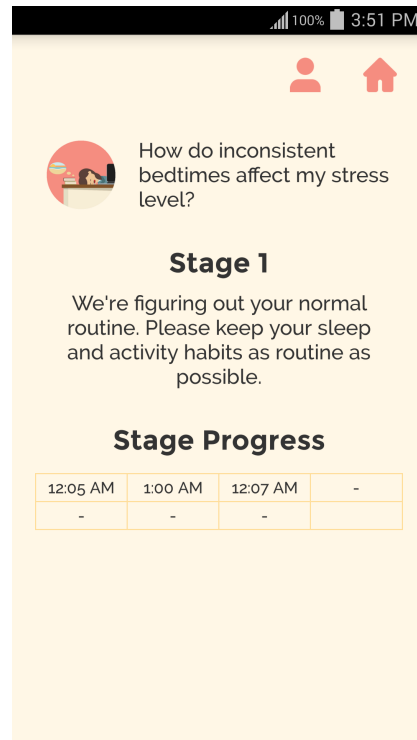 100% 3:51 PM
How do inconsistent
bedtimes affect my stress
level?
Stage 1
We're figuring out your normal
routine. Please keep your sleep
and activity habits as routine as
possible.
Stage Progress
12:05 AM 1:00 AM 12:07 AM -
- - -